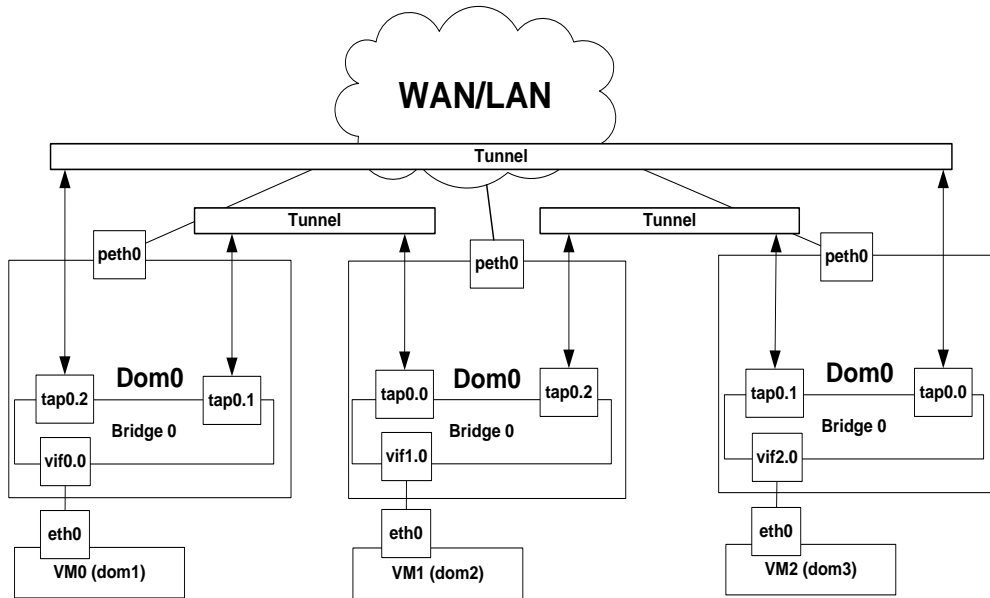 WAN/LAN
Tunnel
Tunnel
Tunnel
peth0
peth0
peth0
Dom0
Dom0
Dom0
tap0.2
tap0.1
tap0.0
tap0.2
tap0.1
tap0.0
Bridge 0
Bridge 0
Bridge 0
vif0.0
vif1.0
vif2.0
eth0
eth0
eth0
VM0 (dom1)
VM1 (dom2)
VM2 (dom3)